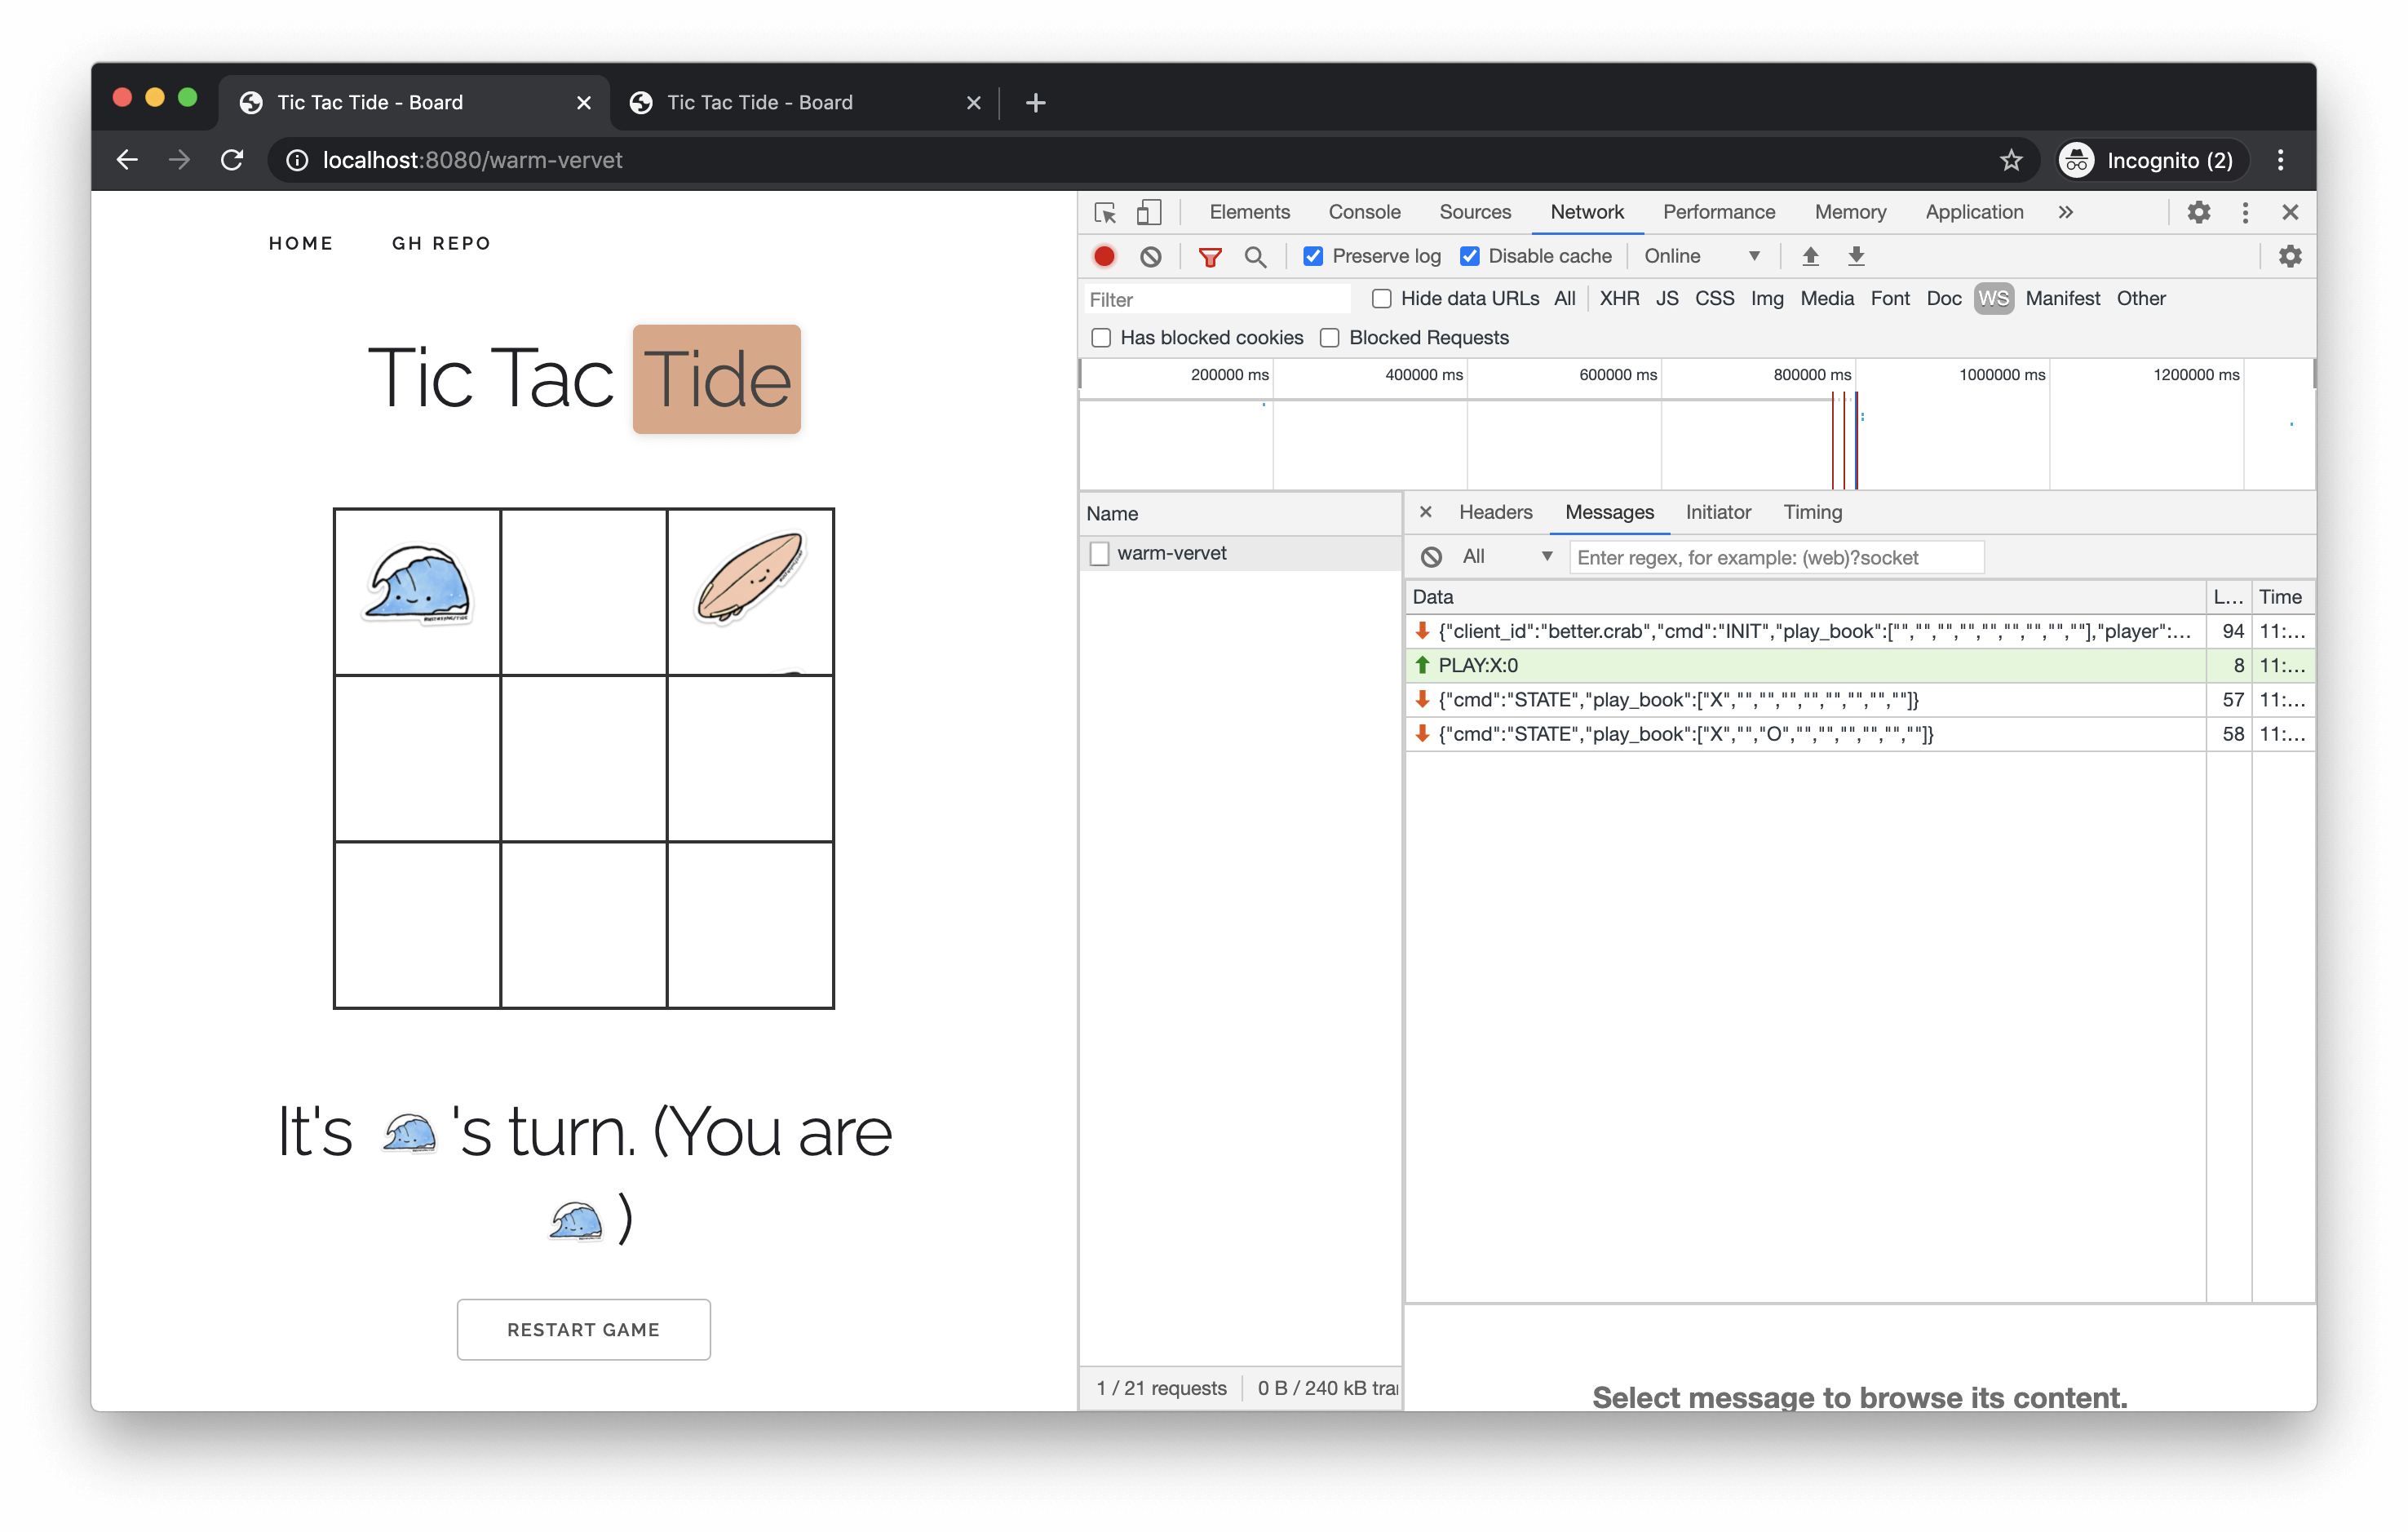 Tic Tac Tide - Board
Tic Tac Tide - Board
localhost:8080/warm-vervet
Incognito (2)
HOME
GH REPO
Tic Tac Tide
It's 's turn. (You are
)
RESTART GAME
Elements Console Sources Network Performance Memory Application
Preserve log Disable cache Online
Filter Hide data URLs All XHR JS CSS Img Media Font Doc WS Manifest Other
Has blocked cookies Blocked Requests
200000 ms 400000 ms 600000 ms 800000 ms 1000000 ms 1200000 ms
Name
warm-vervet
1 / 21 requests 0 B / 240 kB tra
Headers Messages Initiator Timing
All Enter regex, for example: (web)?socket
Data L... Time
{"client_id":"better.crab","cmd":"INIT","play_book":["","","","","","","","",""],"player":... 94 11:...
PLAY:X:0 8 11:...
{"cmd":"STATE","play_book":["X","","","","","","","",""]} 57 11:...
{"cmd":"STATE","play_book":["X","","O","","","","","",""]} 58 11:...
Select message to browse its content.